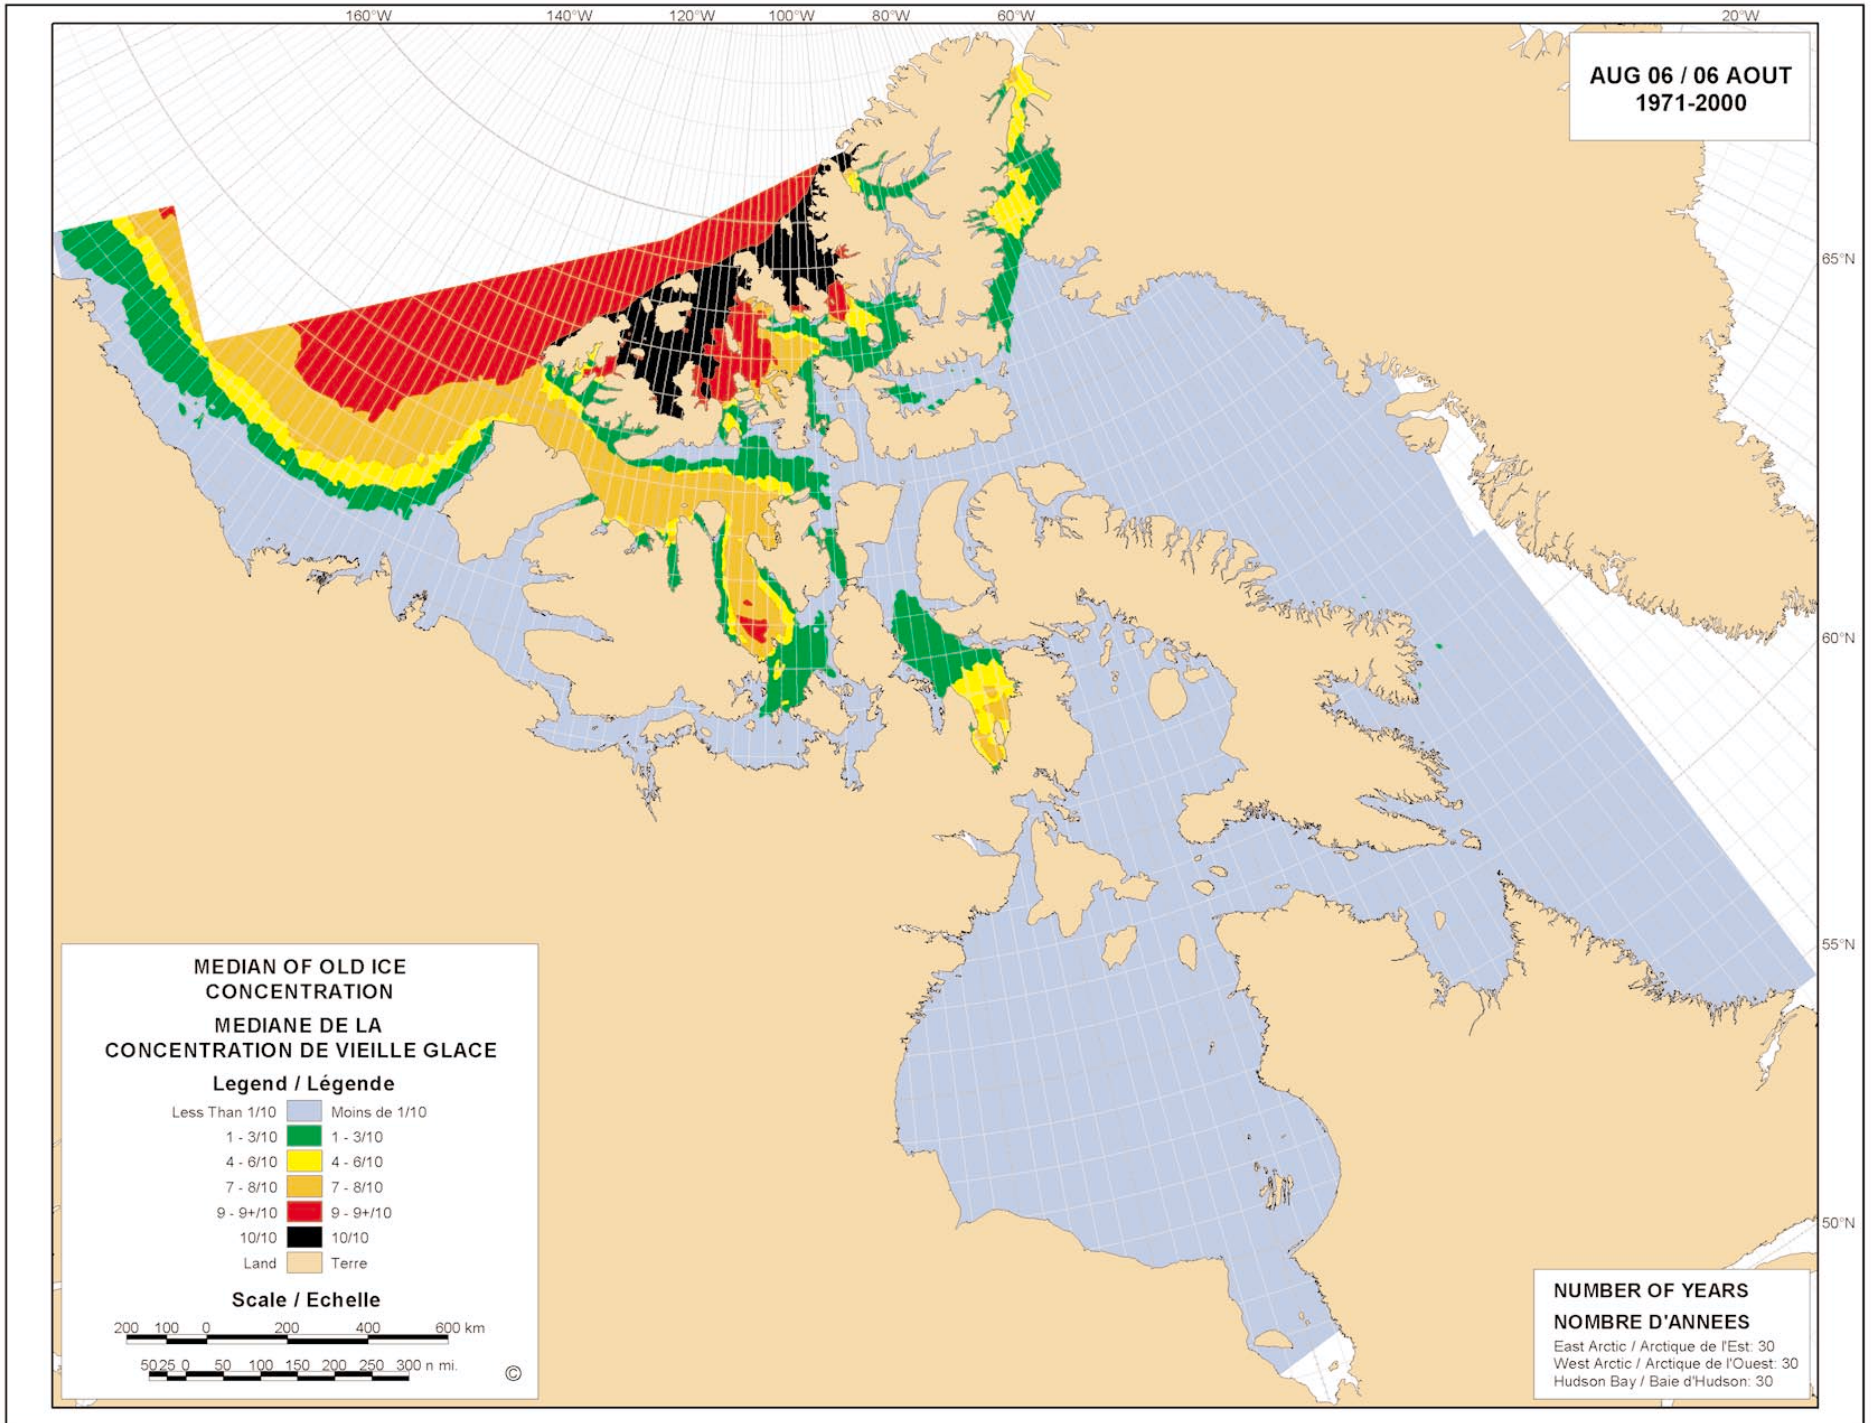 160°W 140°W 120°W 100°W 80°W 60°W 20°W
AUG 06 / 06 AOUT
1971-2000
65°N
60°N
55°N
50°N
MEDIAN OF OLD ICE
CONCENTRATION
MEDIANE DE LA
CONCENTRATION DE VIEILLE GLACE
Legend / Légende
Less Than 1/10 Moins de 1/10
1 - 3/10 1 - 3/10
4 - 6/10 4 - 6/10
7 - 8/10 7 - 8/10
9 - 9+/10 9 - 9+/10
10/10 10/10
Land Terre
Scale / Echelle
200 100 0 200 400 600 km
50 25 0 50 100 150 200 250 300 n mi.
©
NUMBER OF YEARS
NOMBRE D'ANNEES
East Arctic / Arctique de l'Est: 30
West Arctic / Arctique de l'Ouest: 30
Hudson Bay / Baie d'Hudson: 30